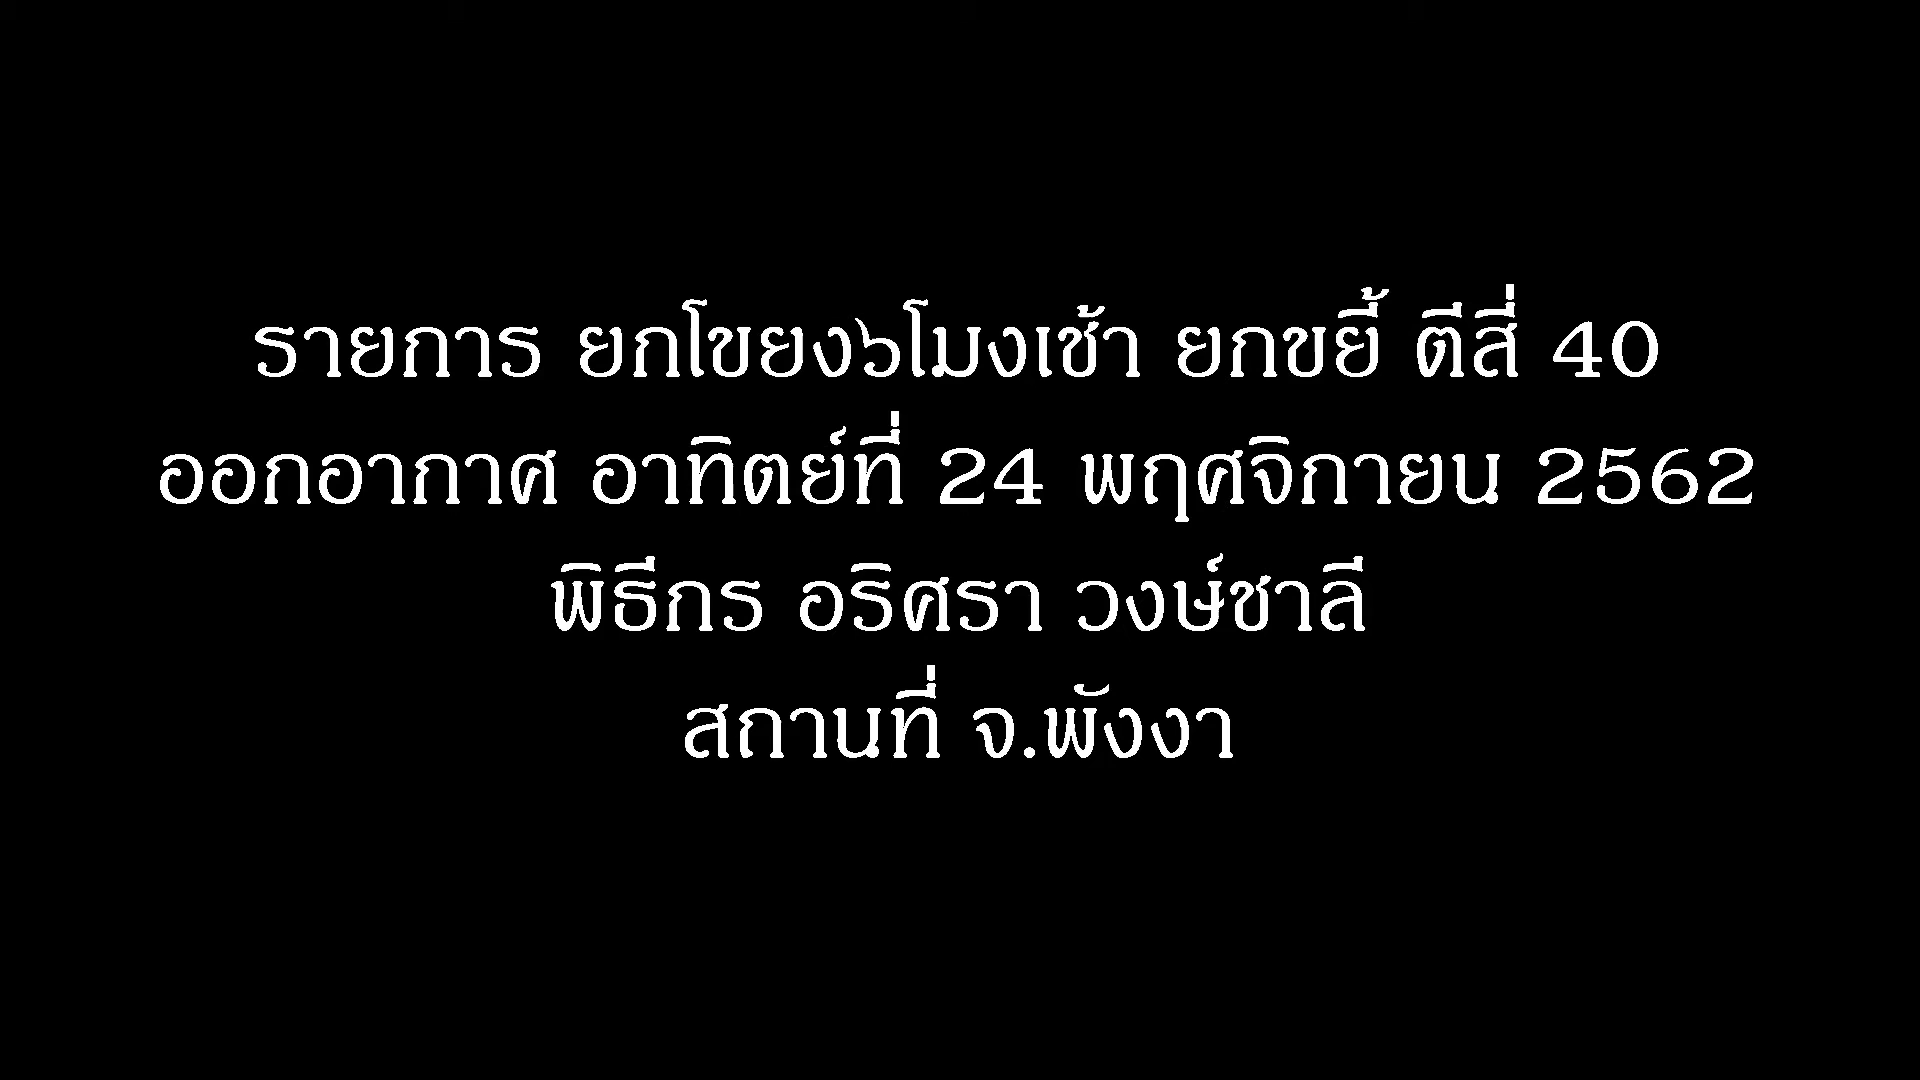 รายการ ยกโขยง๖โมงเช้า ยกขยี้ ตีสี่ 40
ออกอากาศ อาทิตย์ที่ 24 พฤศจิกายน 2562
พิธีกร อริศรา วงษ์ชาลี
สถานที่ จ.พังงา